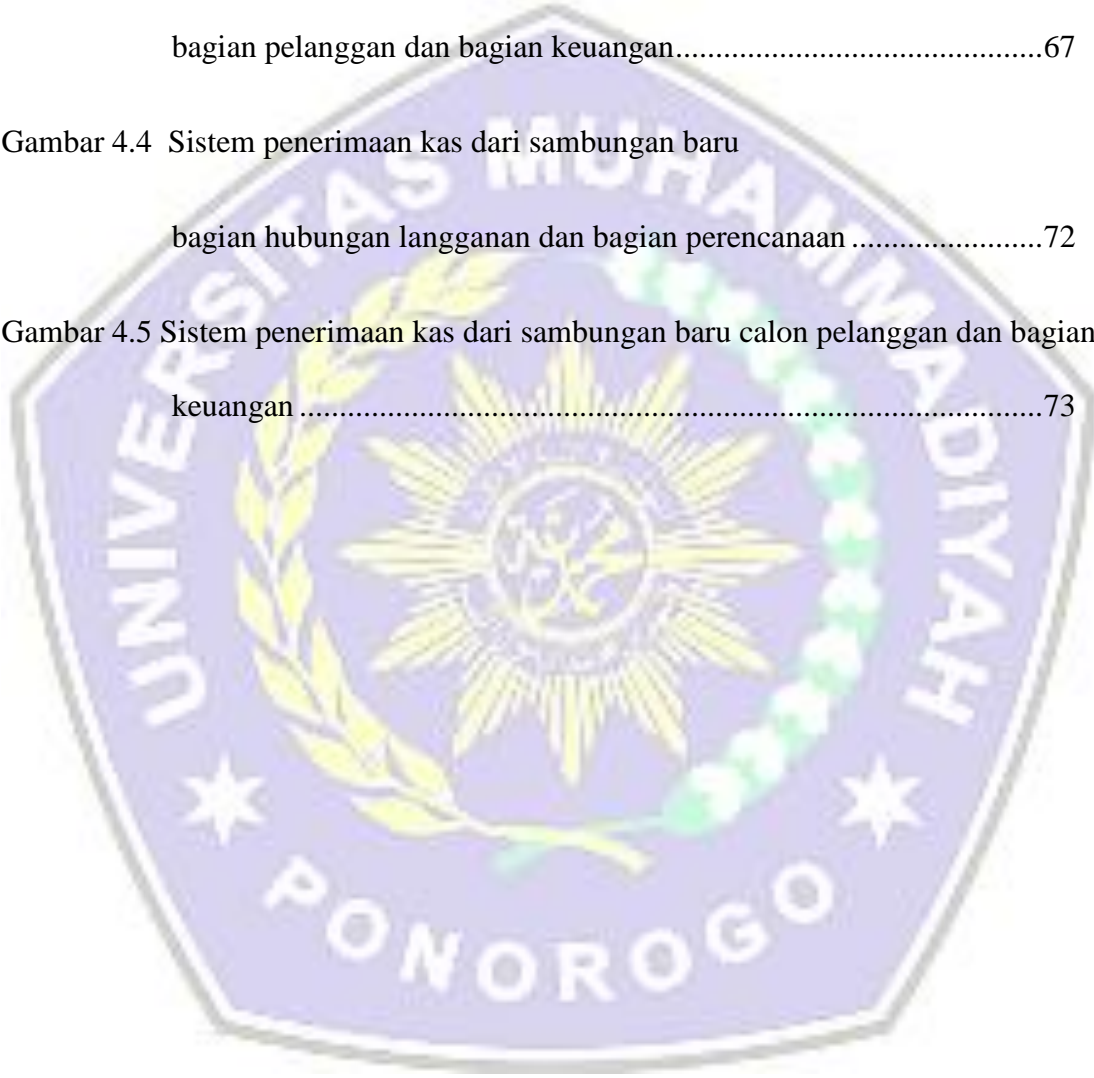 bagian pelanggan dan bagian keuangan.............................................67
Gambar 4.4  Sistem penerimaan kas dari sambungan baru
bagian hubungan langganan dan bagian perencanaan ........................72
Gambar 4.5 Sistem penerimaan kas dari sambungan baru calon pelanggan dan bagian
keuangan ............................................................................................73
UNIVERSITAS MUHAMMADIYAH
PONOROGO